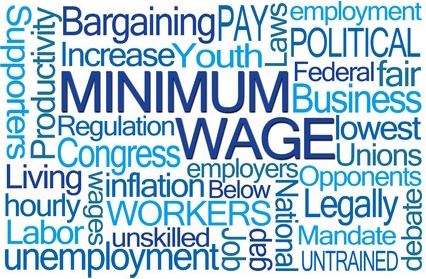 Supporters
Productivity
Bargaining
PAY
Laws
employment
Increase
Youth
POLITICAL
Federal
fair
MINIMUM
Business
Regulation
WAGE
lowest
Congress
Unions
employers
Living
wages
inflation
Below
National
Opponents
hourly
WORKERS
Legally
debate
Labor
unskilled
Job
gap
Mandate
unemployment
UNTRAINED